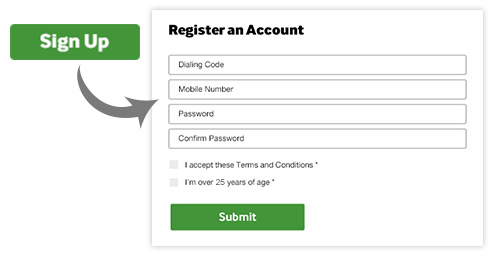 Sign Up
Register an Account
Dialing Code
Mobile Number
Password
Confirm Password
I accept these Terms and Conditions *
I'm over 25 years of age *
Submit